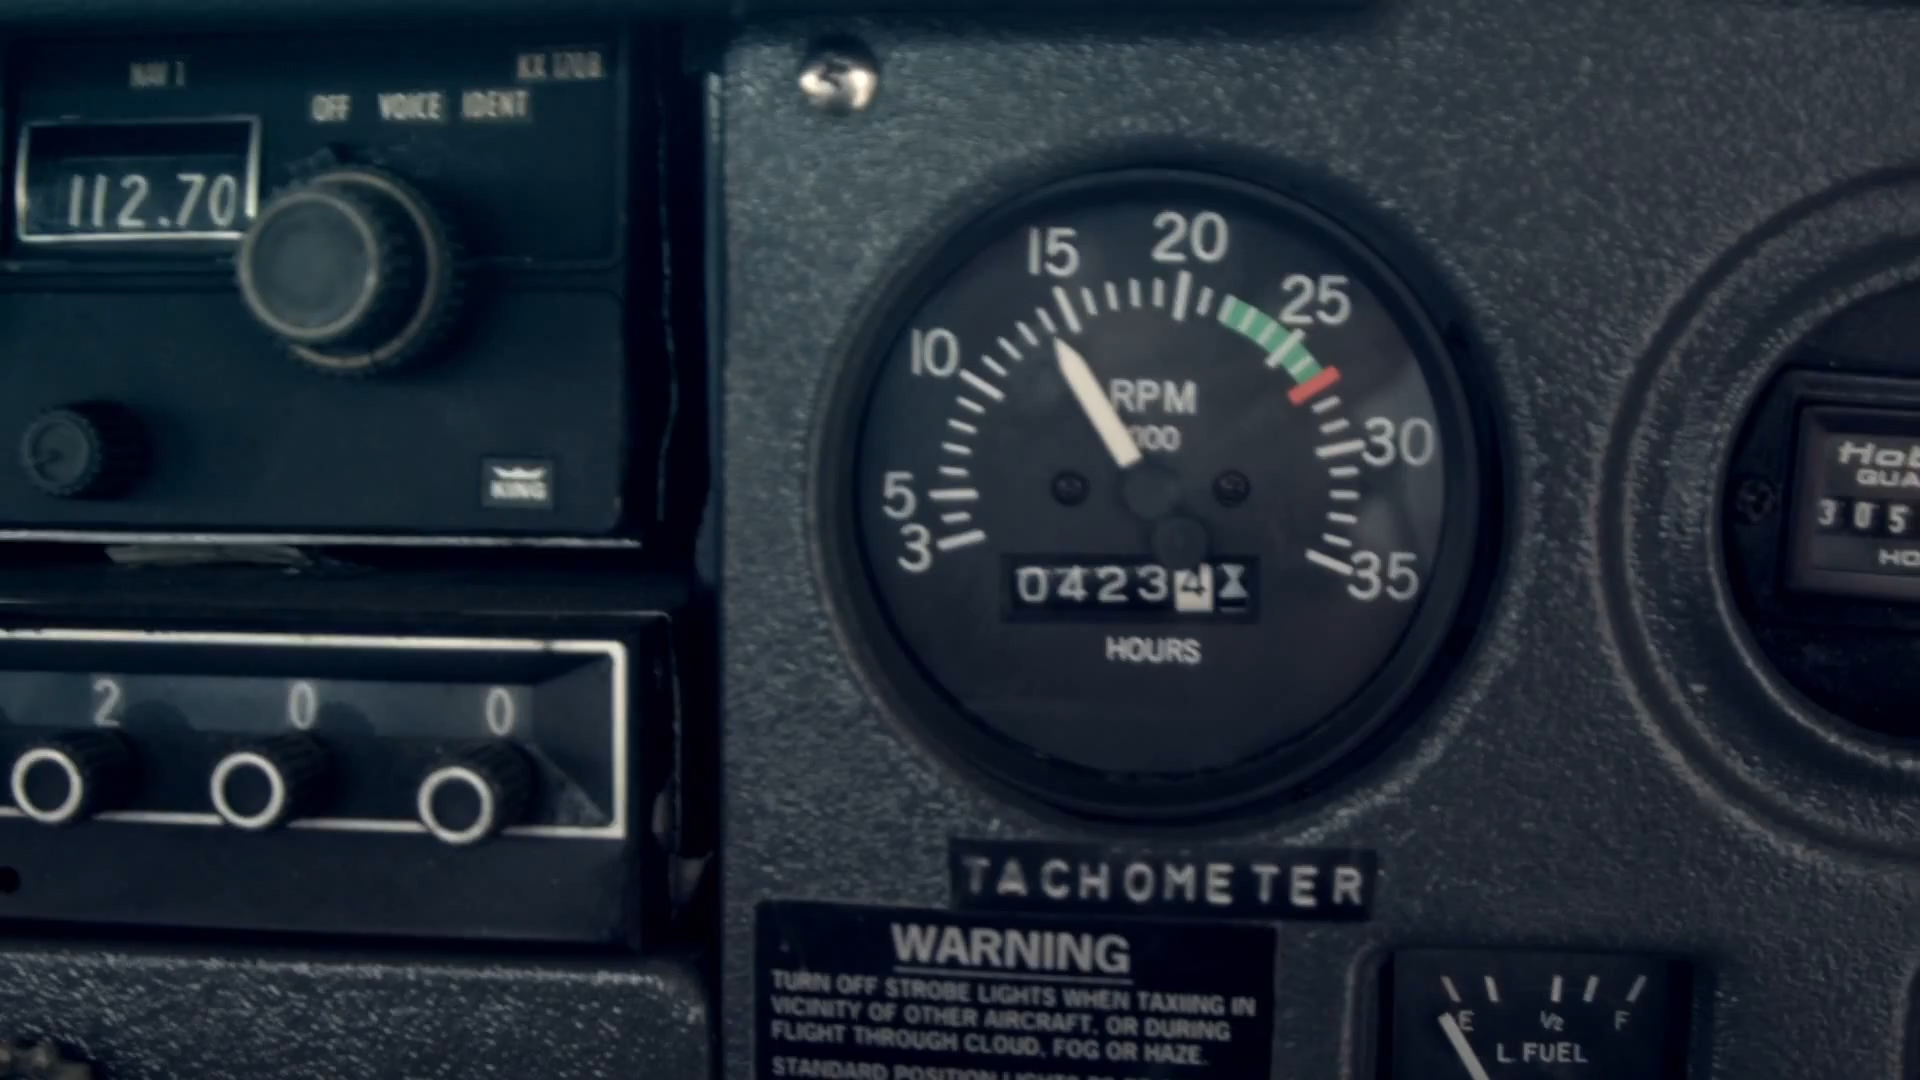 NAV 1
KX 170B
OFF VOICE IDENT
112.70
KING
2 0 0
15 20 25
10 30
5 3 35
RPM
HOURS
04234
TACHOMETER
WARNING
TURN OFF STROBE LIGHTS WHEN TAXIING IN
VICINITY OF OTHER AIRCRAFT, OR DURING
FLIGHT THROUGH CLOUD, FOG OR HAZE.
STANDARD POSITION LIGHTS
305
E ½ F
L FUEL